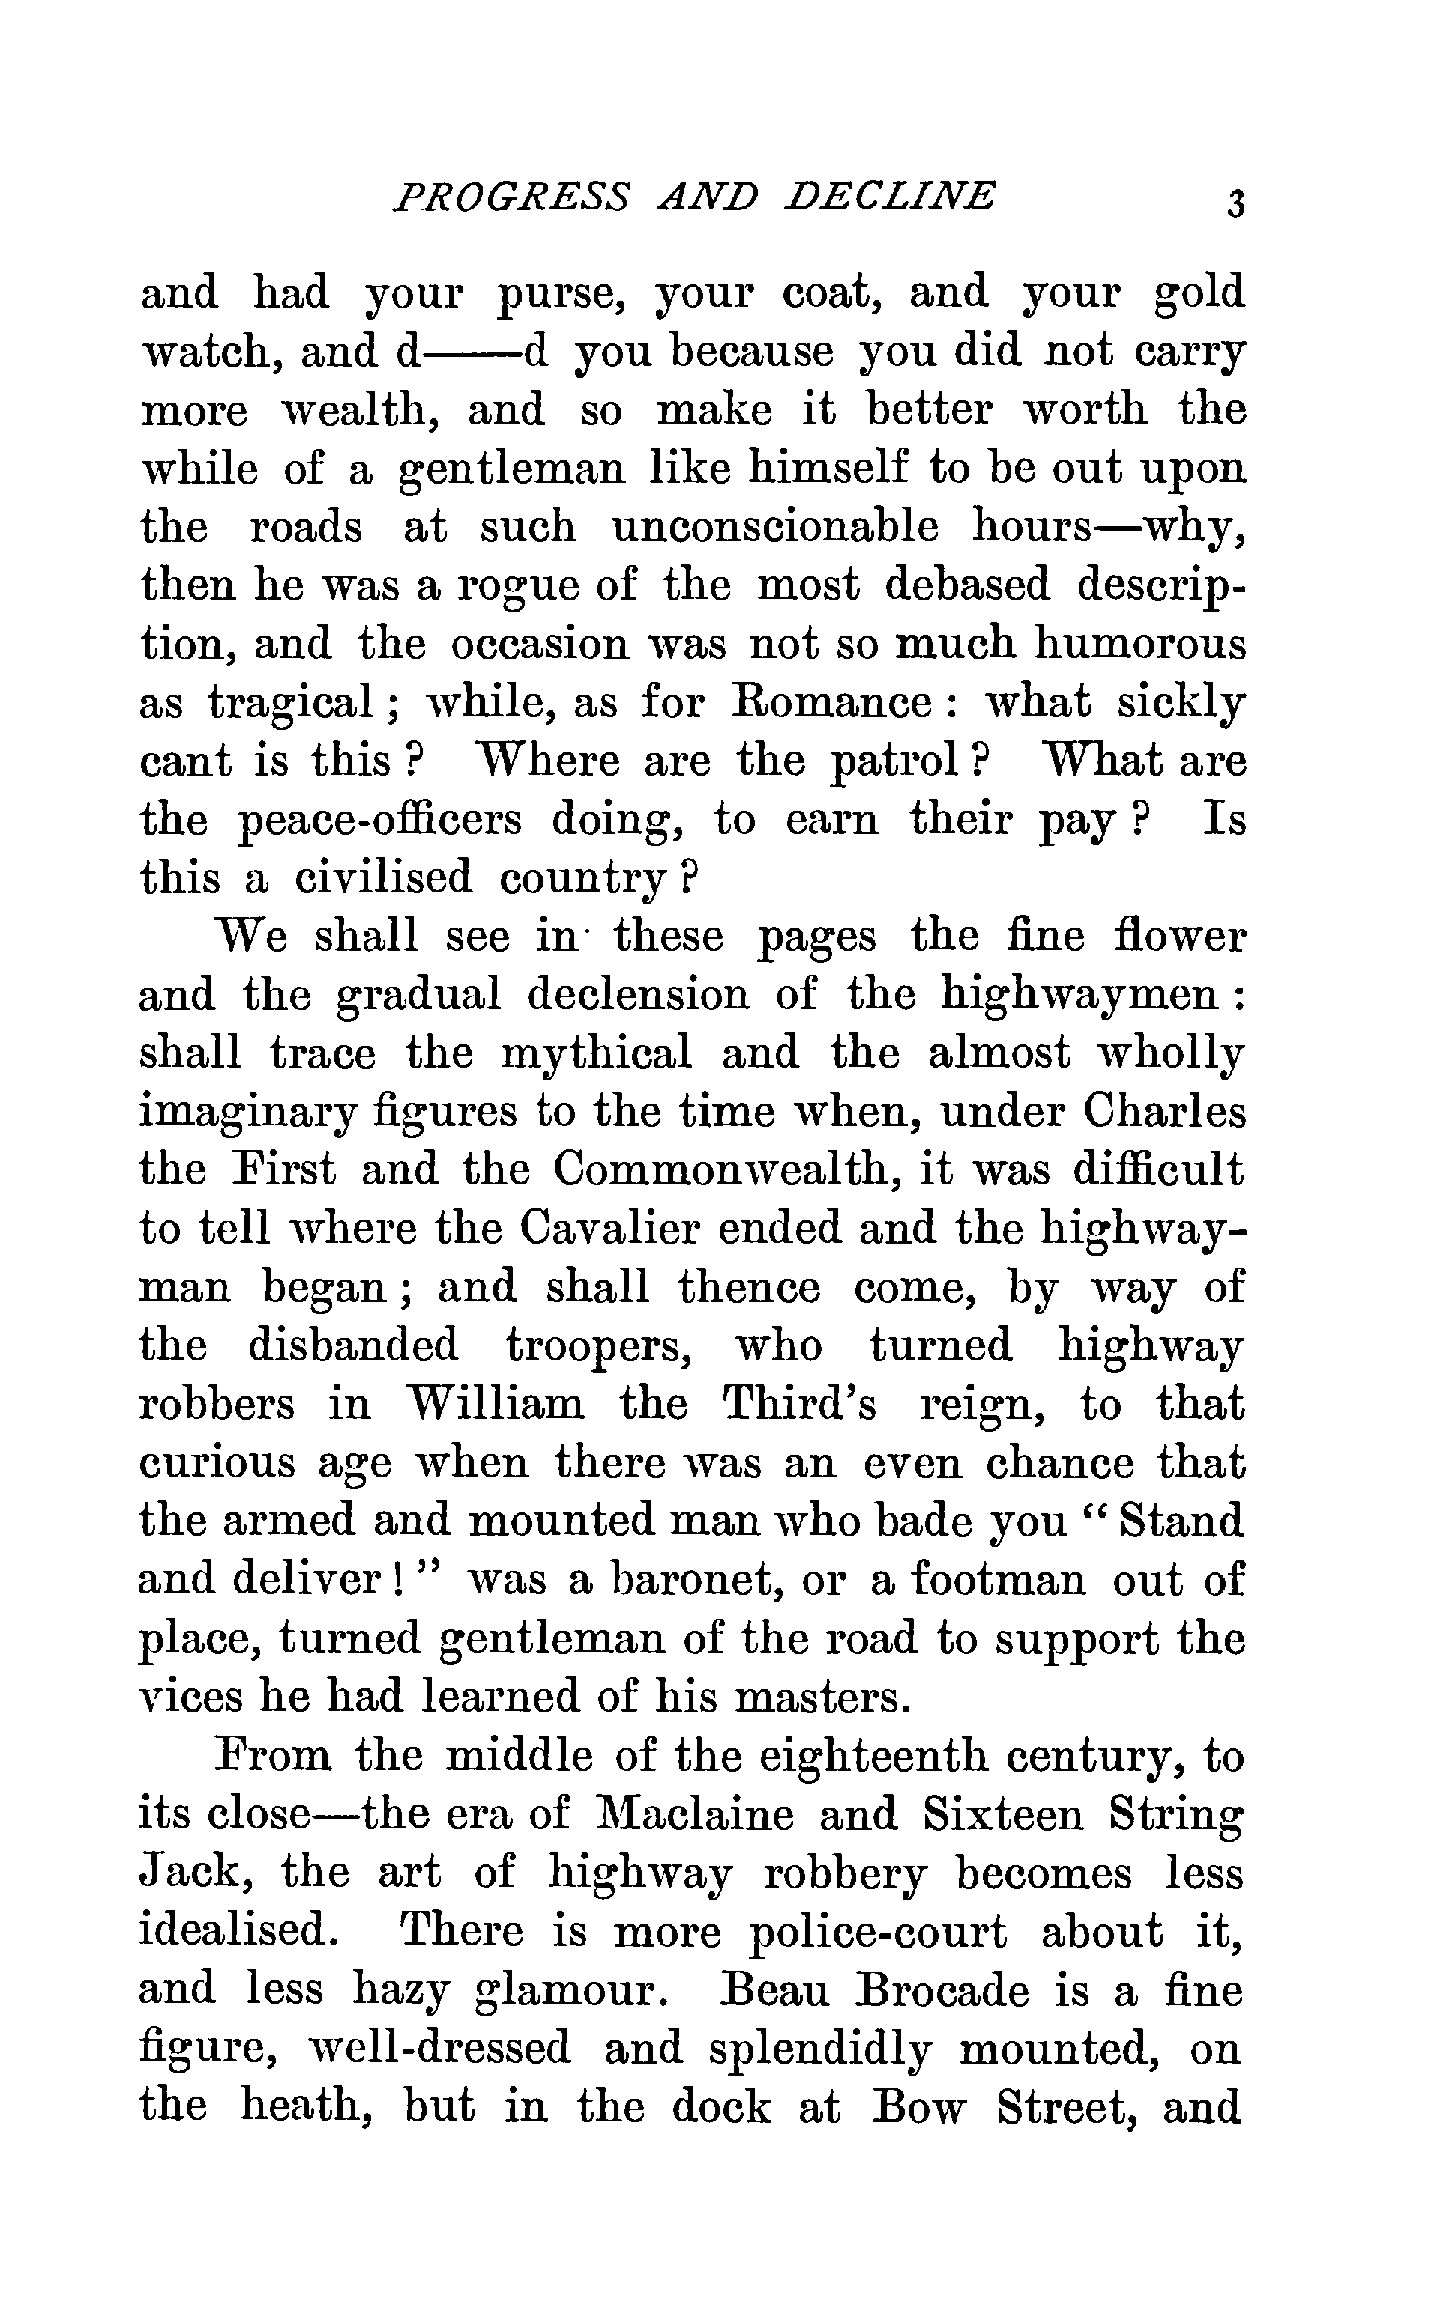 PROGRESS AND DECLINE 3
and had your purse, your coat, and your gold
watch, and d——d you because you did not carry
more wealth, and so make it better worth the
while of a gentleman like himself to be out upon
the roads at such unconscionable hours—why,
then he was a rogue of the most debased descrip-
tion, and the occasion was not so much humorous
as tragical ; while, as for Romance : what sickly
cant is this ? Where are the patrol ? What are
the peace-officers doing, to earn their pay ? Is
this a civilised country ?
We shall see in these pages the fine flower
and the gradual declension of the highwaymen :
shall trace the mythical and the almost wholly
imaginary figures to the time when, under Charles
the First and the Commonwealth, it was difficult
to tell where the Cavalier ended and the highway-
man began ; and shall thence come, by way of
the disbanded troopers, who turned highway
robbers in William the Third’s reign, to that
curious age when there was an even chance that
the armed and mounted man who bade you “ Stand
and deliver ! ” was a baronet, or a footman out of
place, turned gentleman of the road to support the
vices he had learned of his masters.
From the middle of the eighteenth century, to
its close—the era of Maclaine and Sixteen String
Jack, the art of highway robbery becomes less
idealised. There is more police-court about it,
and less hazy glamour. Beau Brocade is a fine
figure, well-dressed and splendidly mounted, on
the heath, but in the dock at Bow Street, and